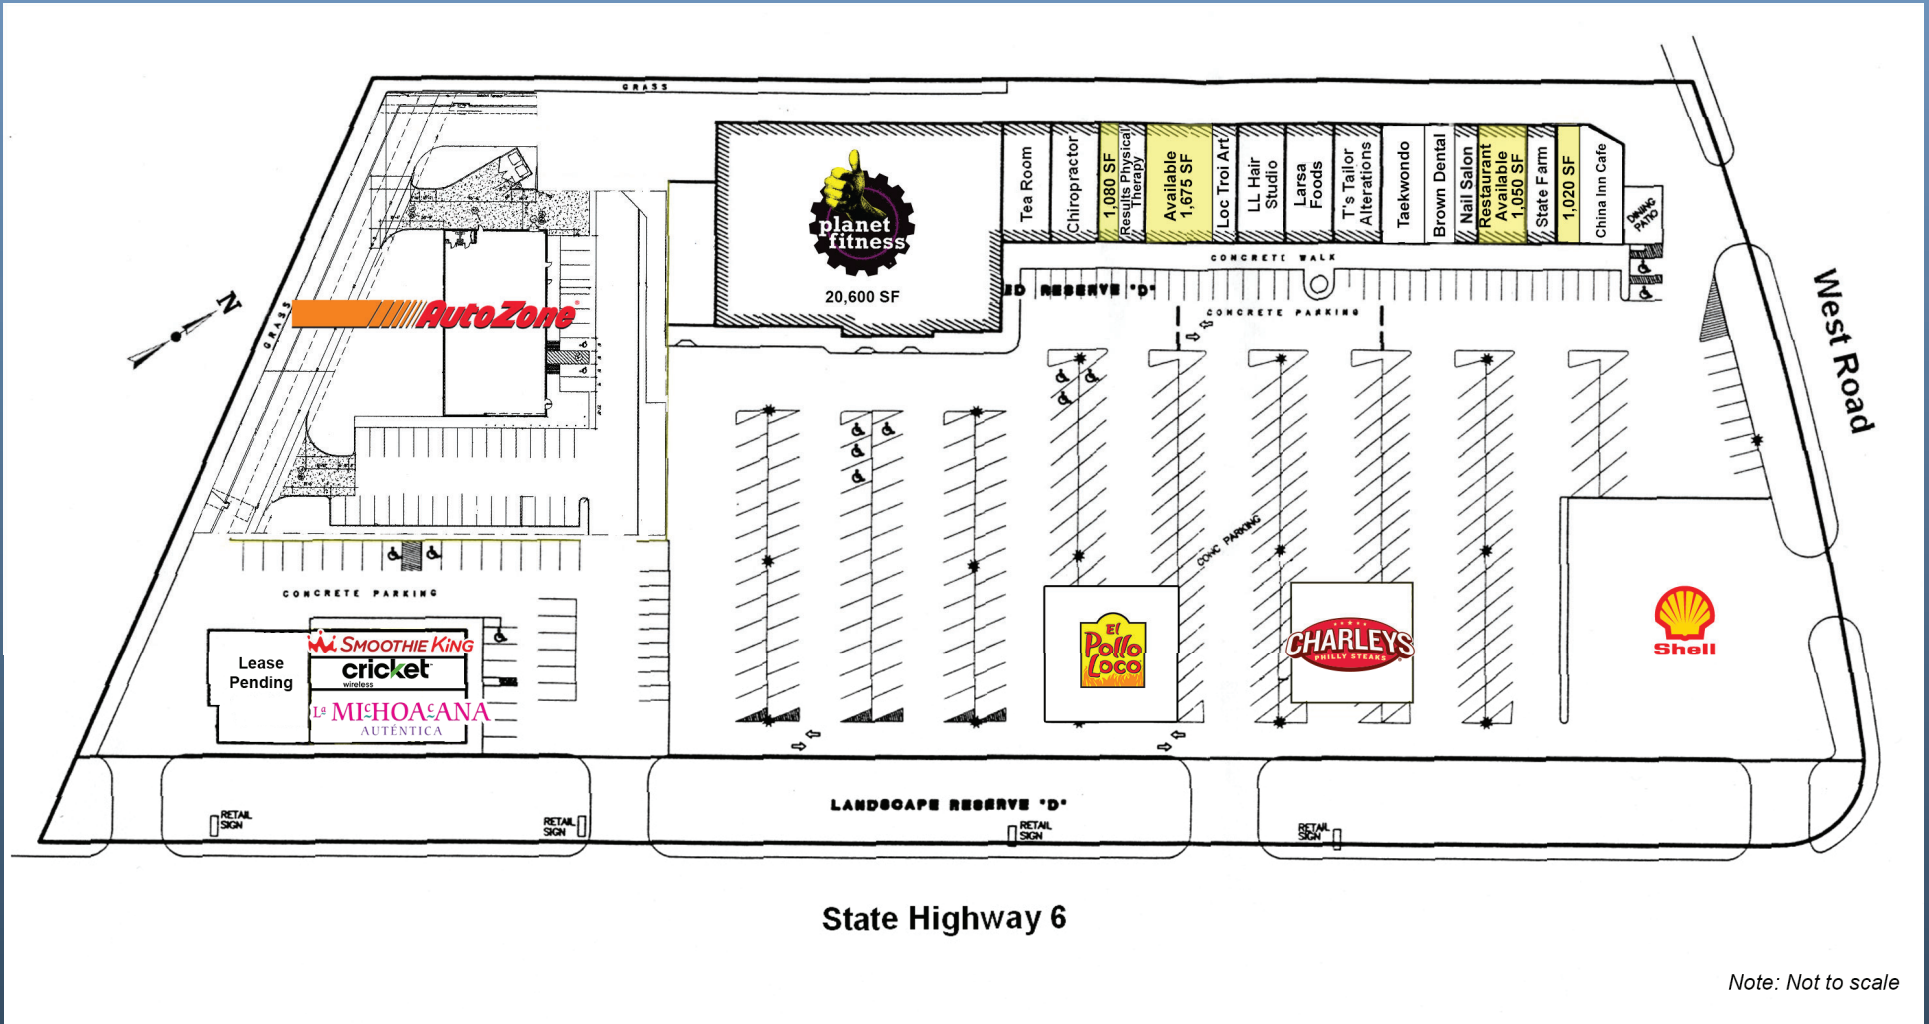 GRASS
planet
fitness
20,600 SF
Tea Room
Chiropractor
1,080 SF
Results Physical
Therapy
Available
1,675 SF
Loc Troi Art
LL Hair
Studio
Larsa
Foods
T's Tailor
Alterations
Taekwondo
Brown Dental
Nail Salon
Restaurant
Available
1,050 SF
State Farm
1,020 SF
China Inn Cafe
DINING
PATIO
CONCRETE WALK
ED RESERVE "D"
CONCRETE PARKING
N
GRASS
AutoZone
West Road
CONC PARKING
CONCRETE PARKING
Lease
Pending
SMOOTHIE KING
cricket
wireless
La MICHOACANA
AUTÉNTICA
El
Pollo
Loco
CHARLEYS
PHILLY STEAKS
Shell
LANDSCAPE RESERVE "D"
RETAIL
SIGN
RETAIL
SIGN
RETAIL
SIGN
RETAIL
SIGN
State Highway 6
Note: Not to scale